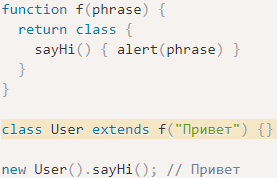 function f(phrase) {
  return class {
    sayHi() { alert(phrase) }
  }
}
class User extends f("Привет") {}
new User().sayHi(); // Привет